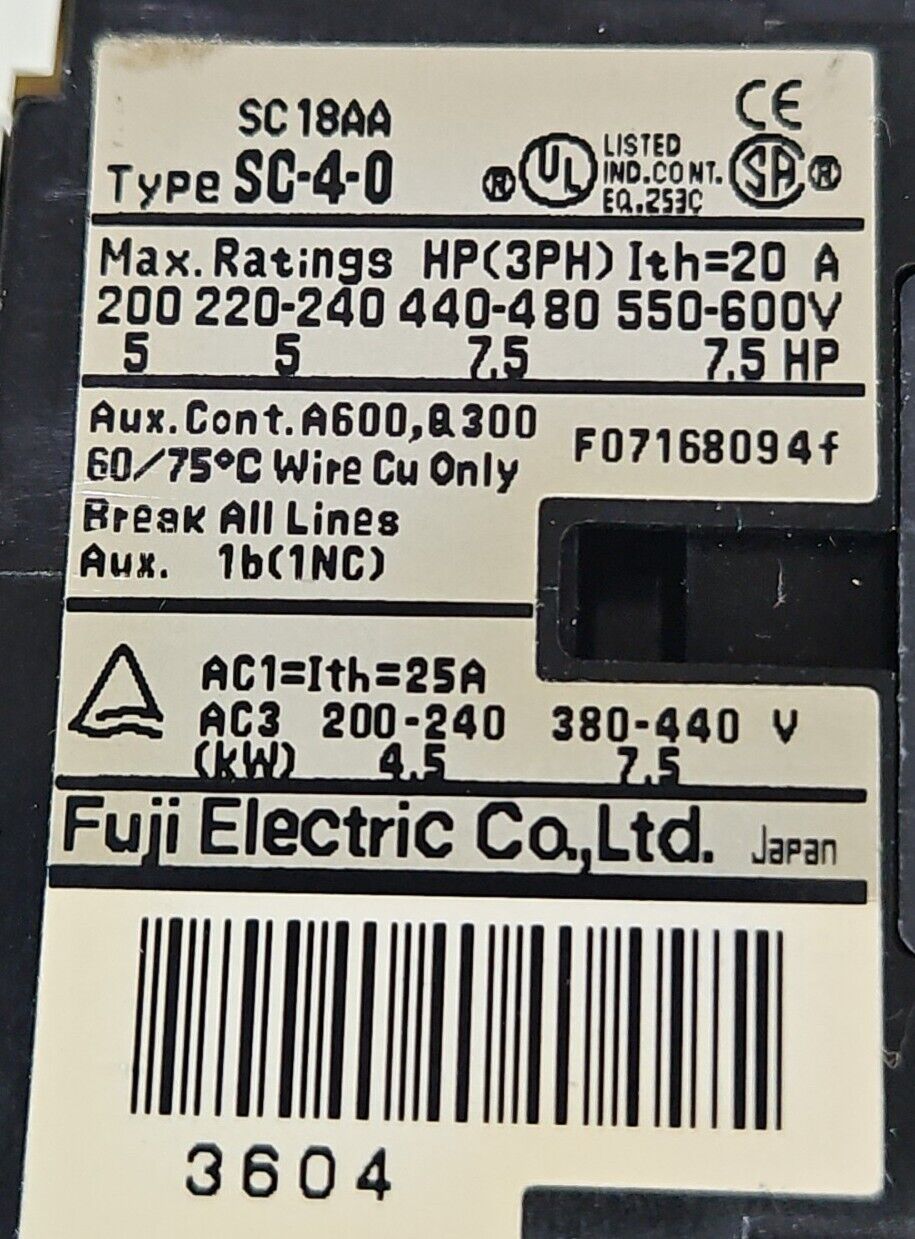 SC18AA
CE
Type SC-4-0
® UL LISTED
IND.CONT.
EQ.253C
SA ®
Max. Ratings HP(3PH) Ith=20 A
200 220-240 440-480 550-600V
5 5 7.5 7.5 HP
Aux.Cont.A600,Q300
F07168094f
60/75°C Wire Cu Only
Break All Lines
Aux. 1b(1NC)
AC1=Ith=25A
AC3 200-240 380-440 V
(kW) 4.5 7.5
Fuji Electric Co.,Ltd. Japan
3604